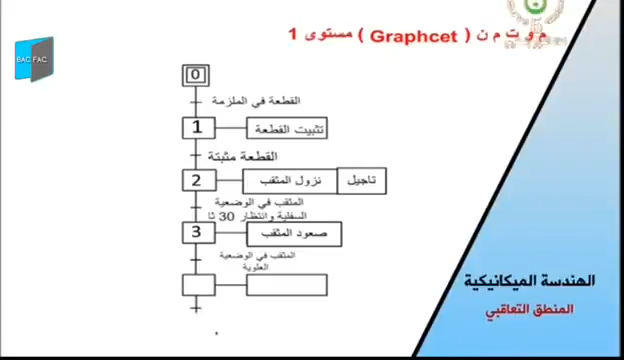 م و ت م ن ( Graphcet ) مستوى 1
BAC FAC
0
القطعة في الملزمة
1
تثبيت القطعة
القطعة مثبتة
2
نزول المثقب
تاجيل
المثقب في الوضعية
السفلية وانتظار 30 ثا
3
صعود المثقب
المثقب في الوضعية
العلوية
الهندسة الميكانيكية
المنطق التعاقبي